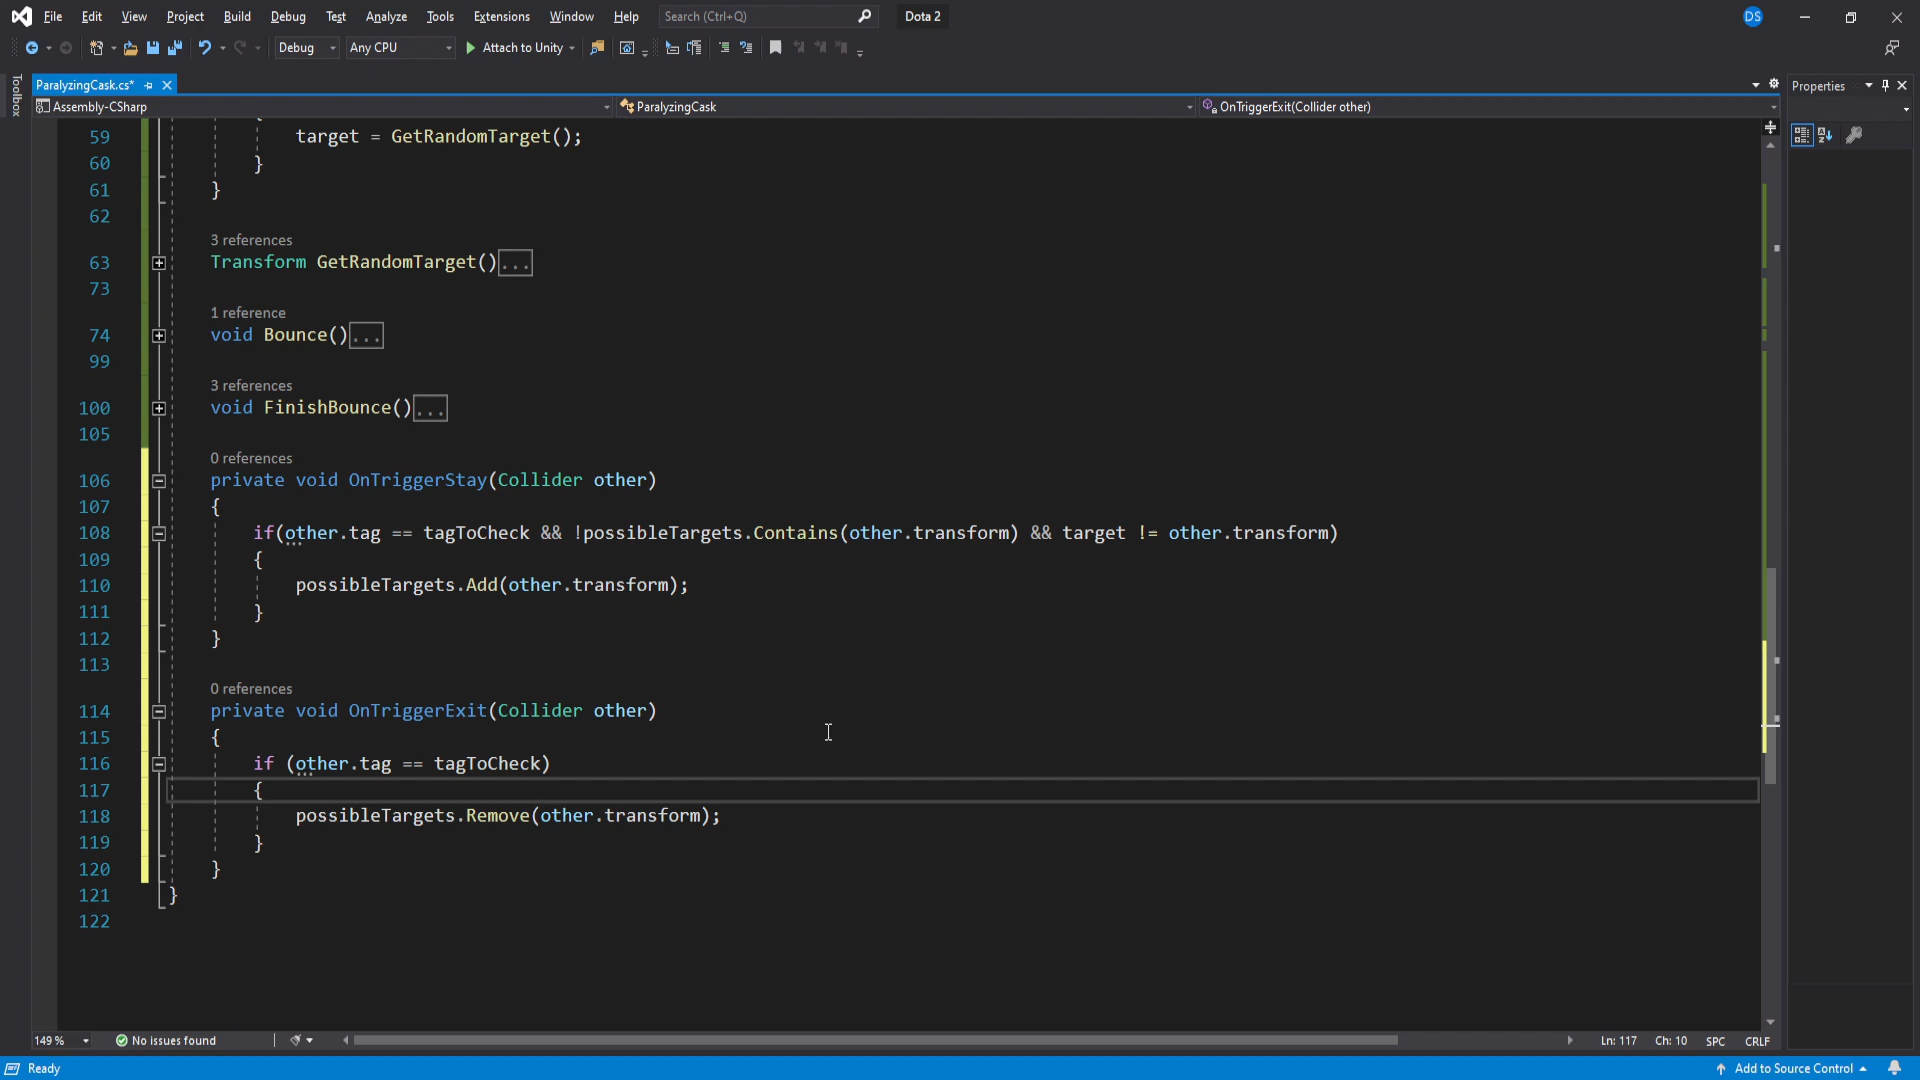 File Edit View Project Build Debug Test Analyze Tools Extensions Window Help Search (Ctrl+Q) Dota 2 DS
Debug Any CPU Attach to Unity
Toolbox
ParalyzingCask.cs*
Properties
Assembly-CSharp ParalyzingCask OnTriggerExit(Collider other)
59 target = GetRandomTarget();
60 }
61 }
62
3 references
63 Transform GetRandomTarget()...
73
1 reference
74 void Bounce()...
99
3 references
100 void FinishBounce()...
105
0 references
106 private void OnTriggerStay(Collider other)
107 {
108 if(other.tag == tagToCheck && !possibleTargets.Contains(other.transform) && target != other.transform)
109 {
110 possibleTargets.Add(other.transform);
111 }
112 }
113
0 references
114 private void OnTriggerExit(Collider other)
115 {
116 if (other.tag == tagToCheck)
117 {
118 possibleTargets.Remove(other.transform);
119 }
120 }
121 }
122
149 % No issues found Ln: 117 Ch: 10 SPC CRLF
Ready Add to Source Control